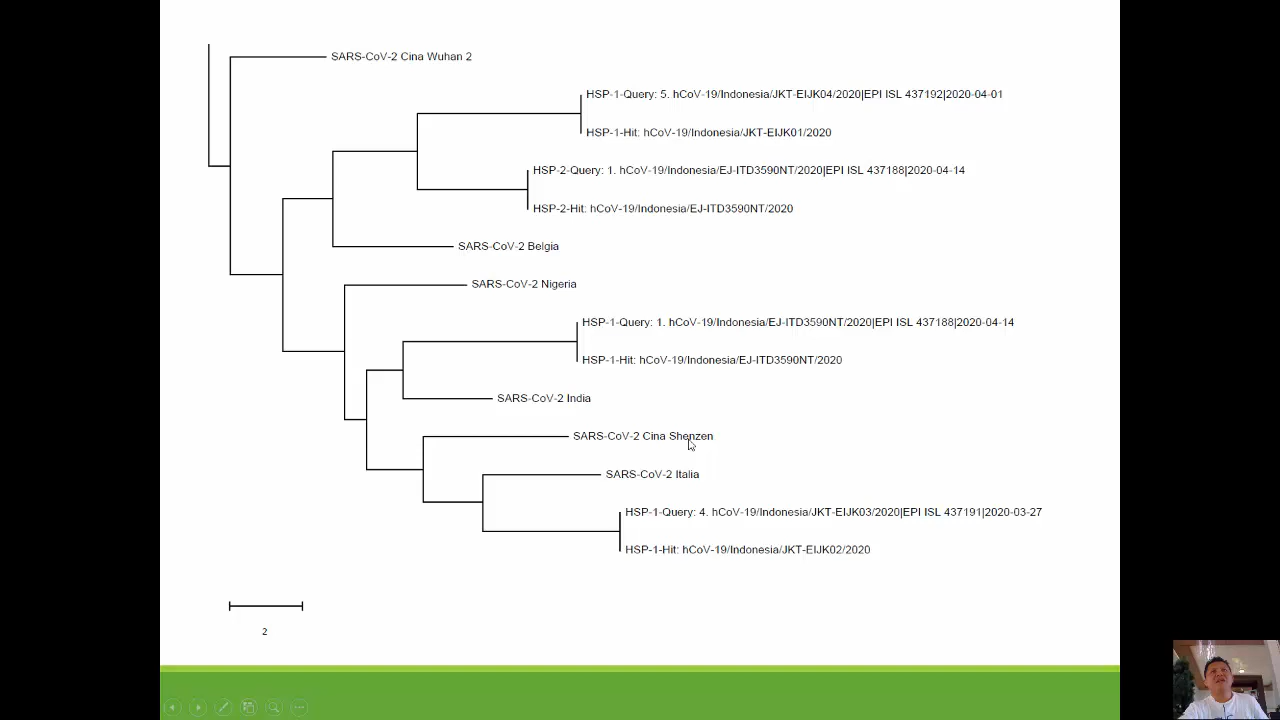 SARS-CoV-2 Cina Wuhan 2
HSP-1-Query: 5. hCoV-19/Indonesia/JKT-EIJK04/2020|EPI ISL 437192|2020-04-01
HSP-1-Hit: hCoV-19/Indonesia/JKT-EIJK01/2020
HSP-2-Query: 1. hCoV-19/Indonesia/EJ-ITD3590NT/2020|EPI ISL 437188|2020-04-14
HSP-2-Hit: hCoV-19/Indonesia/EJ-ITD3590NT/2020
SARS-CoV-2 Belgia
SARS-CoV-2 Nigeria
HSP-1-Query: 1. hCoV-19/Indonesia/EJ-ITD3590NT/2020|EPI ISL 437188|2020-04-14
HSP-1-Hit: hCoV-19/Indonesia/EJ-ITD3590NT/2020
SARS-CoV-2 India
SARS-CoV-2 Cina Shenzen
SARS-CoV-2 Italia
HSP-1-Query: 4. hCoV-19/Indonesia/JKT-EIJK03/2020|EPI ISL 437191|2020-03-27
HSP-1-Hit: hCoV-19/Indonesia/JKT-EIJK02/2020
2